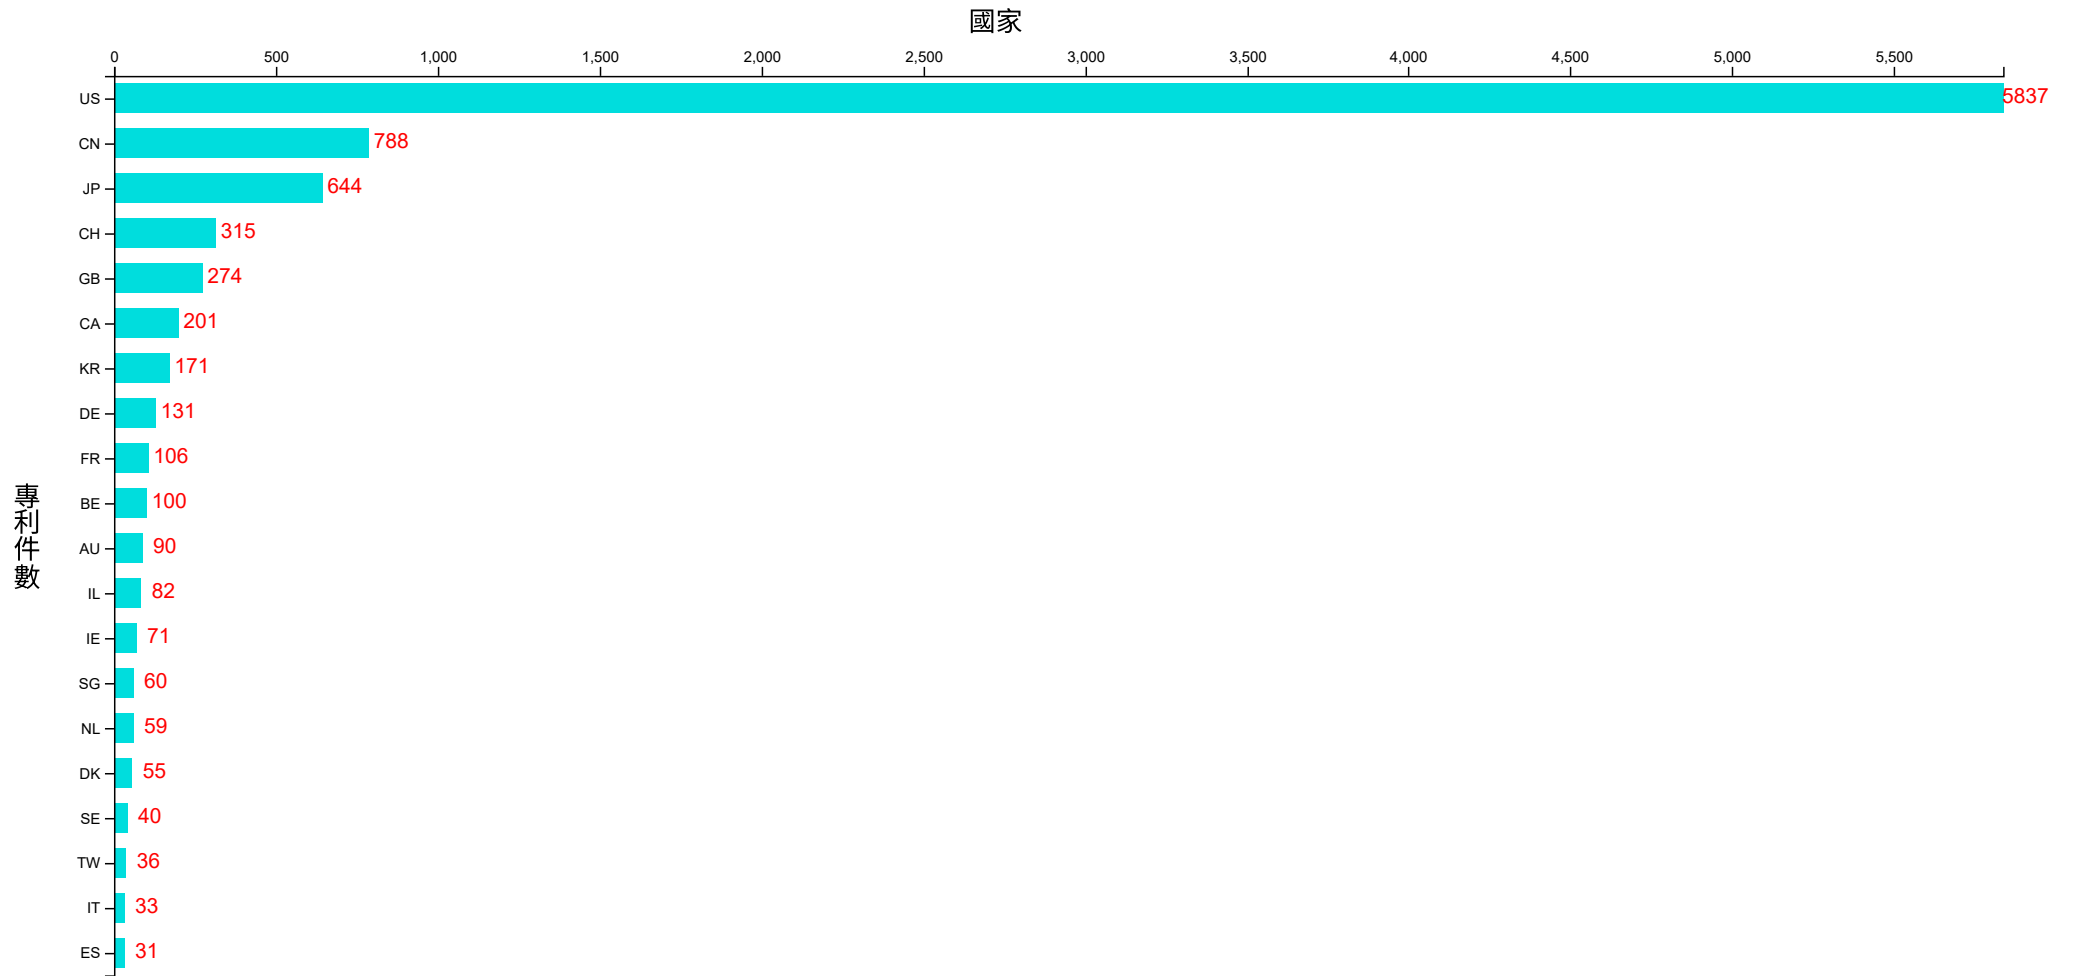 國家
0 500 1,000 1,500 2,000 2,500 3,000 3,500 4,000 4,500 5,000 5,500
US 5837
CN 788
JP 644
CH 315
GB 274
CA 201
KR 171
DE 131
FR 106
BE 100
AU 90
IL 82
IE 71
SG 60
NL 59
DK 55
SE 40
TW 36
IT 33
ES 31
專利件數